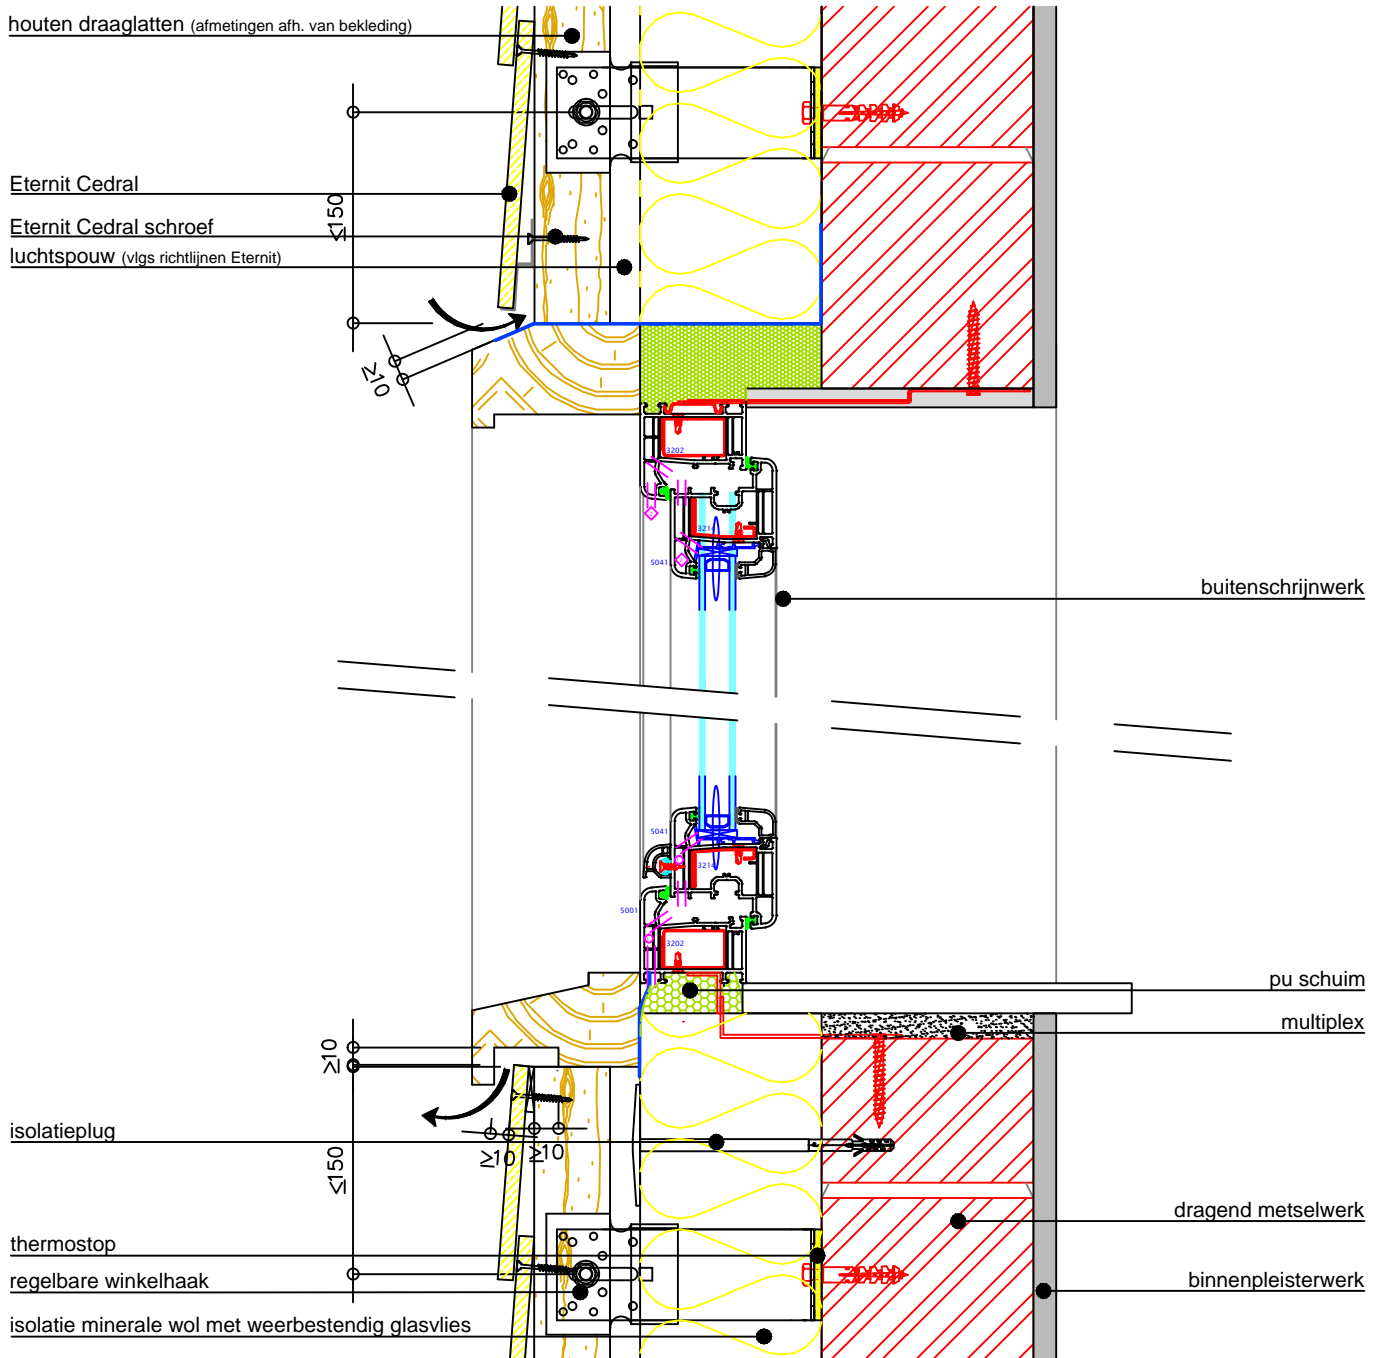 houten draaglatten (afmetingen afh. van bekleding)
Eternit Cedral
≤150
Eternit Cedral schroef
luchtspouw (vlgs richtlijnen Eternit)
≥10
3202
3214
5041
buitenschrijnwerk
5041
3214
5001
3202
pu schuim
multiplex
≥10
isolatieplug
≥10
≥10
≤150
dragend metselwerk
thermostop
regelbare winkelhaak
binnenpleisterwerk
isolatie minerale wol met weerbestendig glasvlies